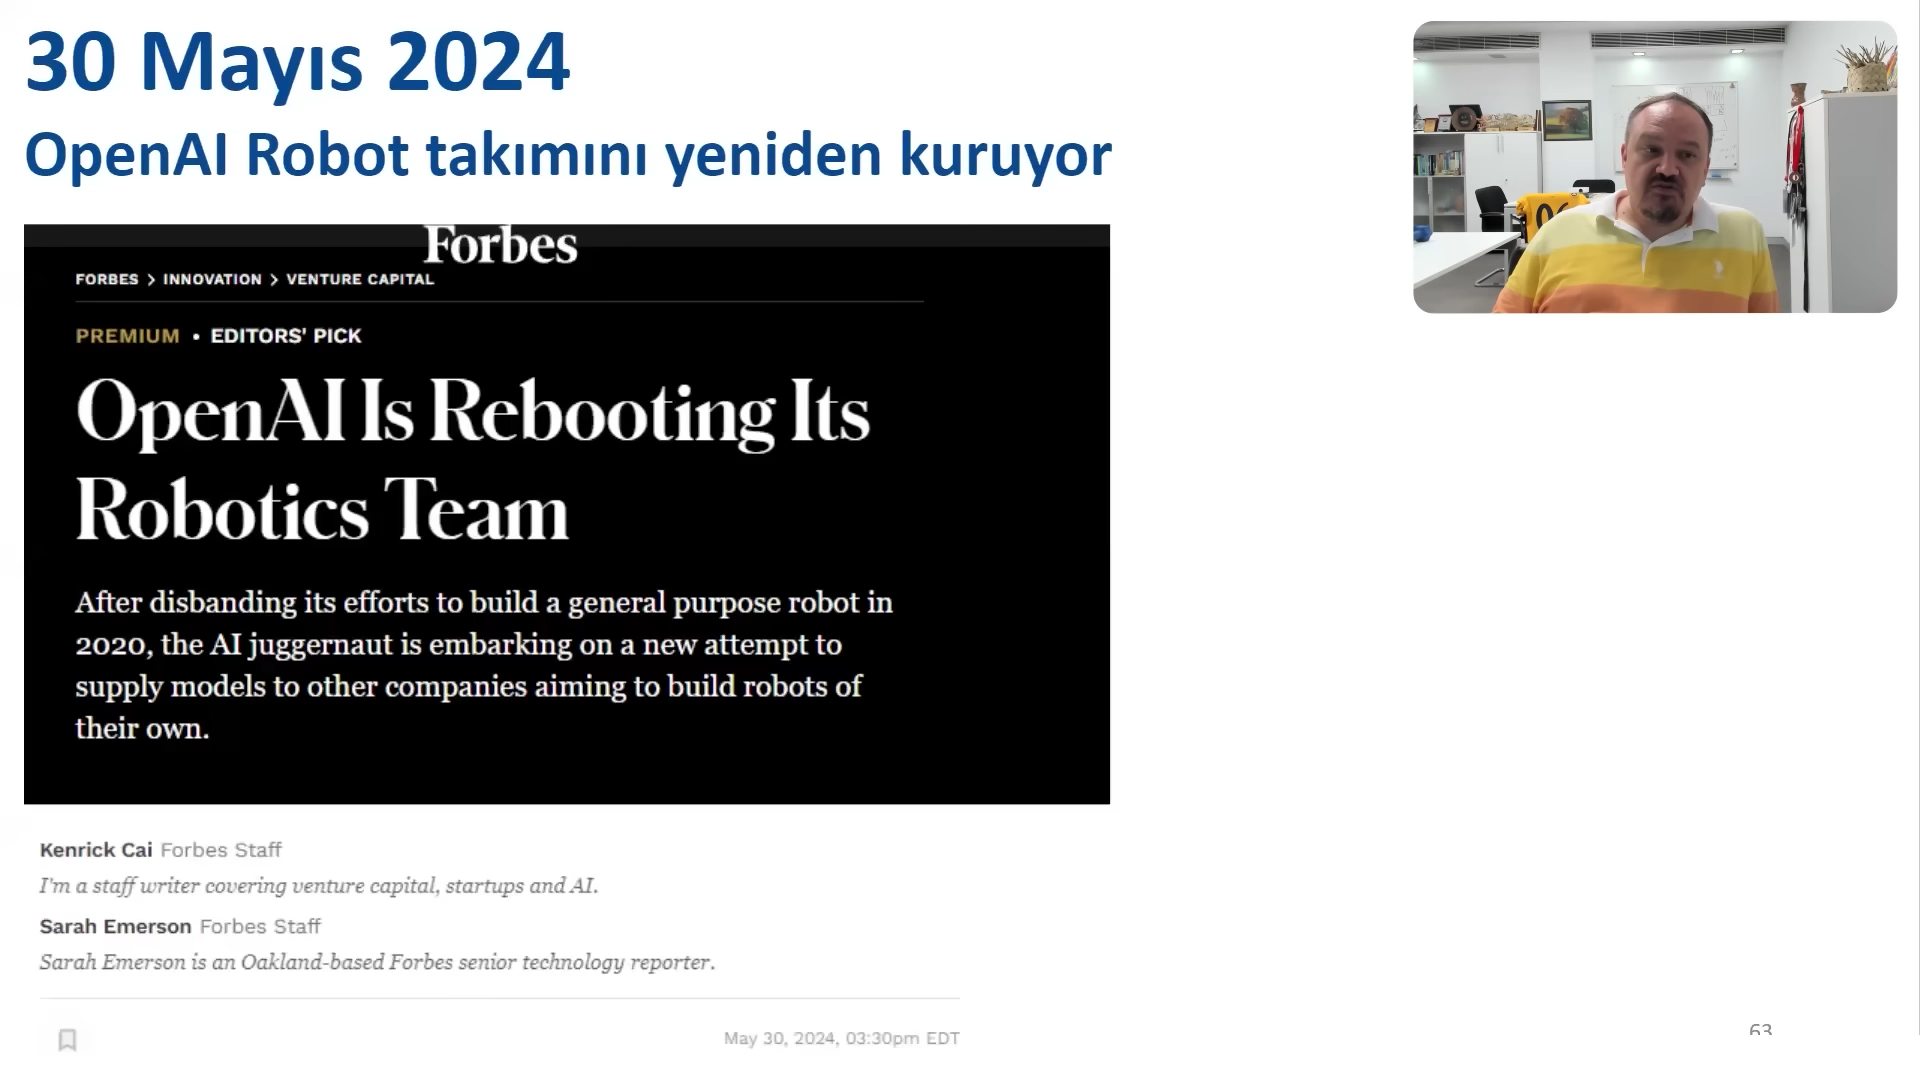 30 Mayıs 2024
OpenAI Robot takımını yeniden kuruyor
Forbes
FORBES > INNOVATION > VENTURE CAPITAL
PREMIUM • EDITORS' PICK
OpenAI Is Rebooting Its
Robotics Team
After disbanding its efforts to build a general purpose robot in
2020, the AI juggernaut is embarking on a new attempt to
supply models to other companies aiming to build robots of
their own.
Kenrick Cai Forbes Staff
I'm a staff writer covering venture capital, startups and AI.
Sarah Emerson Forbes Staff
Sarah Emerson is an Oakland-based Forbes senior technology reporter.
May 30, 2024, 03:30pm EDT
63
06